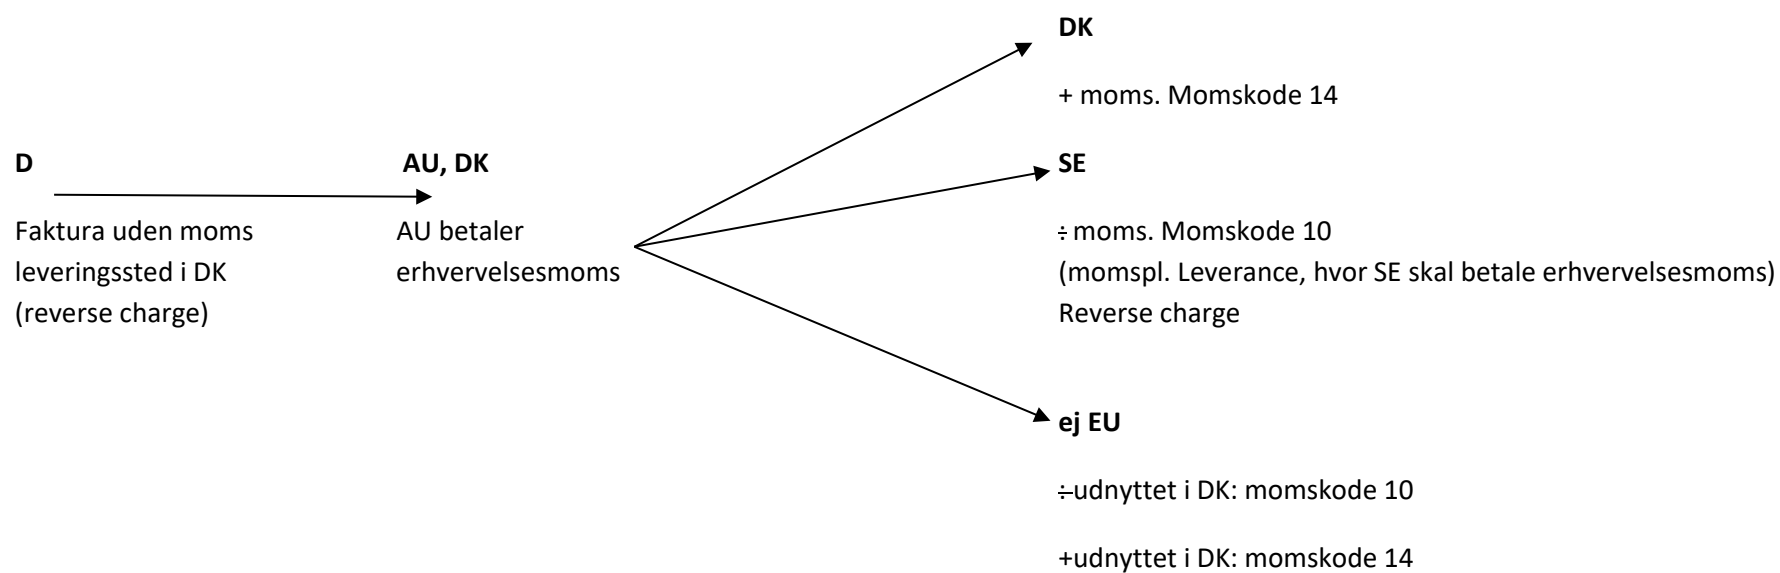 D
Faktura uden moms
leveringssted i DK
(reverse charge)
AU, DK
AU betaler
erhvervelsesmoms
DK
+ moms. Momskode 14
SE
÷ moms. Momskode 10
(momspl. Leverance, hvor SE skal betale erhvervelsesmoms)
Reverse charge
ej EU
÷udnyttet i DK: momskode 10
+udnyttet i DK: momskode 14